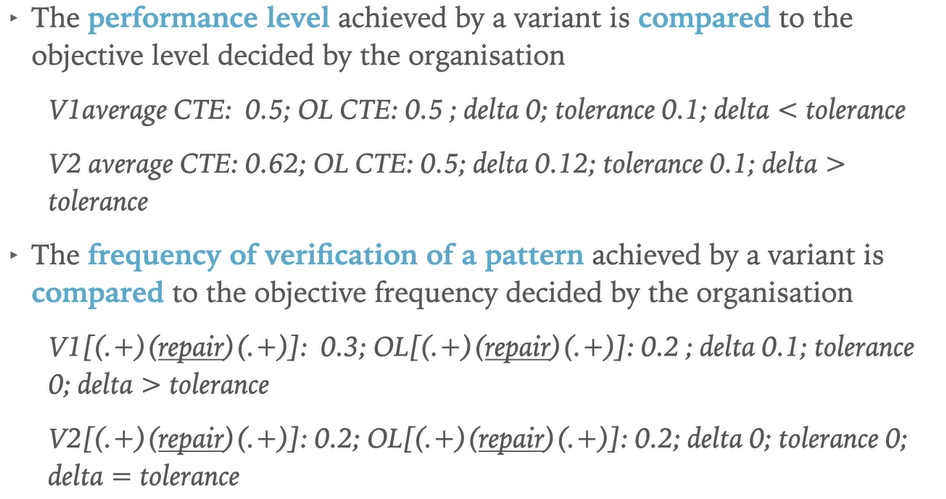 ‣ The performance level achieved by a variant is compared to the
objective level decided by the organisation
V1average CTE: 0.5; OL CTE: 0.5 ; delta 0; tolerance 0.1; delta < tolerance
V2 average CTE: 0.62; OL CTE: 0.5; delta 0.12; tolerance 0.1; delta >
tolerance
‣ The frequency of verification of a pattern achieved by a variant is
compared to the objective frequency decided by the organisation
V1[(.+)(repair)(.+)]: 0.3; OL[(.+)(repair)(.+)]: 0.2 ; delta 0.1; tolerance
0; delta > tolerance
V2[(.+)(repair)(.+)]: 0.2; OL[(.+)(repair)(.+)]: 0.2; delta 0; tolerance 0;
delta = tolerance